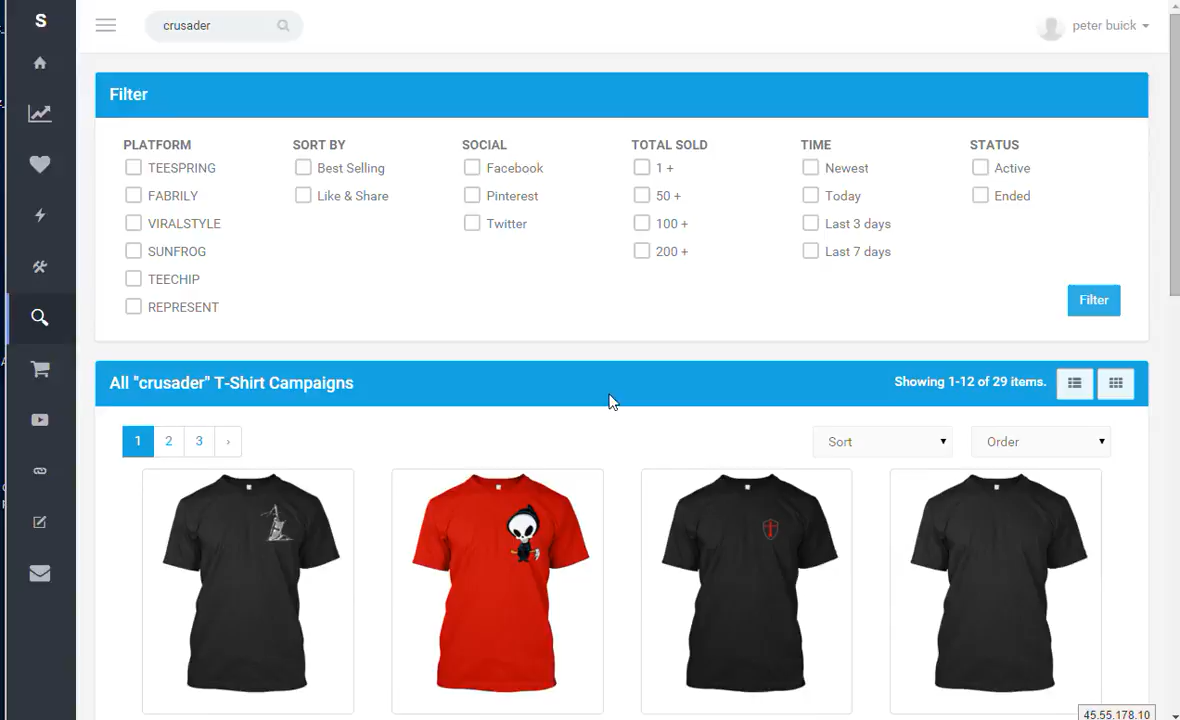 S
crusader
peter buick
Filter
PLATFORM
TEESPRING
FABRILY
VIRALSTYLE
SUNFROG
TEECHIP
REPRESENT
SORT BY
Best Selling
Like & Share
SOCIAL
Facebook
Pinterest
Twitter
TOTAL SOLD
1 +
50 +
100 +
200 +
TIME
Newest
Today
Last 3 days
Last 7 days
STATUS
Active
Ended
Filter
All "crusader" T-Shirt Campaigns
Showing 1-12 of 29 items.
1 2 3 ›
Sort
Order
45.55.178.10